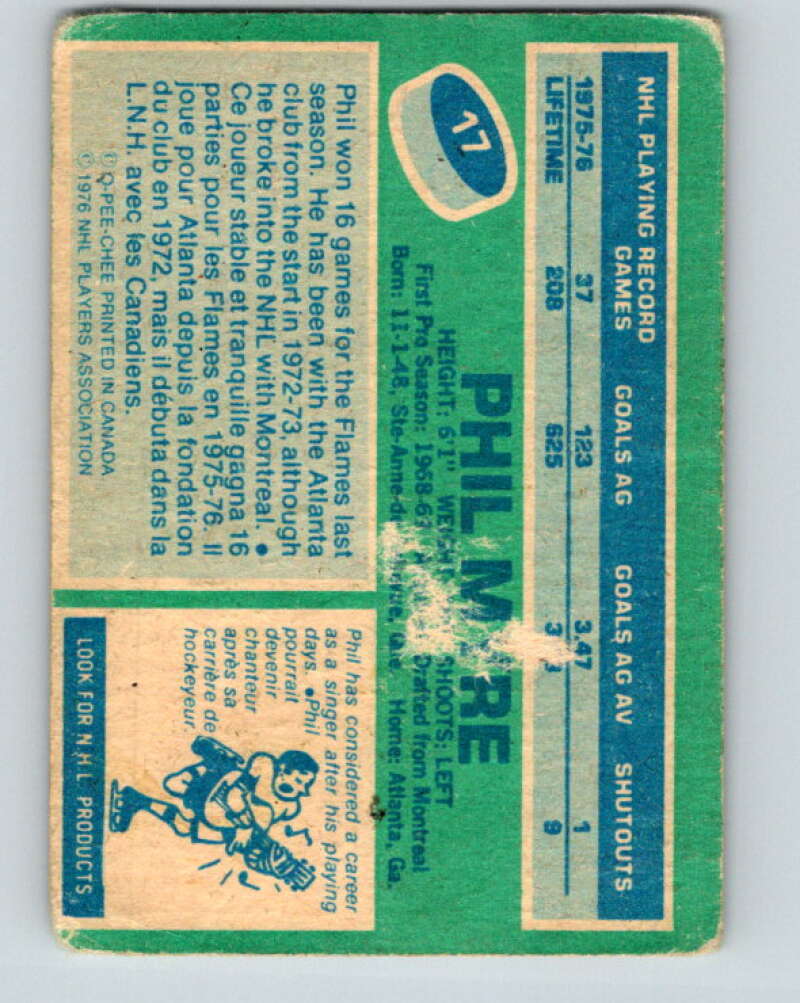 NHL PLAYING RECORD
GAMES GOALS AG GOALS AG AV SHUTOUTS
1975-76 37 123 3.47 1
LIFETIME 208 625 9
17
PHIL
HEIGHT: 6'1" SHOOTS: LEFT
First Pro Season: Drafted from Montreal
Born: 11-1-48, Home: Atlanta, Ga.
Phil won 16 games for the Flames last
season. He has been with the Atlanta
club from the start in 1972-73, although
he broke into the NHL with Montreal. •
Ce joueur stable et tranquille gagna 16
parties pour les Flames en 1975-76. Il
joue pour Atlanta depuis la fondation
du club en 1972, mais il débuta dans la
L.N.H. avec les Canadiens.
© O-PEE-CHEE PRINTED IN CANADA
© 1976 NHL PLAYERS ASSOCIATION
Phil has considered a career
as a singer after his playing
days. •Phil
pourrait
devenir
chanteur
après sa
carrière de
hockeyeur.
LOOK FOR N.H.L. PRODUCTS